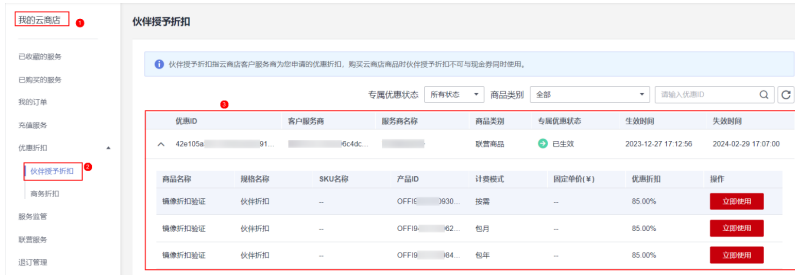 我的云商店 1
伙伴授予折扣
已收藏的服务
已购买的服务
我的订单
充值服务
优惠折扣
伙伴授予折扣 2
商务折扣
服务监管
联营服务
退订管理
伙伴授予折扣指云商店客户服务商为您申请的优惠折扣，购买云商店商品时伙伴授予折扣不可与现金券同时使用。
专属优惠状态 所有状态 商品类别 全部 请输入优惠ID
3
优惠ID 客户服务商 服务商名称 商品类别 专属优惠状态 生效时间 失效时间
42e105a 91... 6c4dc... 联营商品 已生效 2023-12-27 17:12:56 2024-02-29 17:07:00
商品名称 规格名称 SKU名称 产品ID 计费模式 固定单价(¥) 优惠折扣 操作
镜像折扣验证 伙伴折扣 -- OFFI9 930... 按需 -- 85.00% 立即使用
镜像折扣验证 伙伴折扣 -- OFFI9 62... 包月 -- 85.00% 立即使用
镜像折扣验证 伙伴折扣 -- OFFI9 984... 包年 -- 85.00% 立即使用